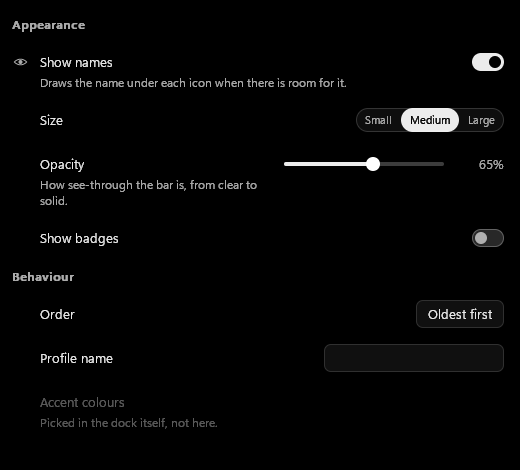 Appearance
Show names
Draws the name under each icon when there is room for it.
Size
Small Medium Large
Opacity
65%
How see-through the bar is, from clear to
solid.
Show badges
Behaviour
Order
Oldest first
Profile name
Accent colours
Picked in the dock itself, not here.